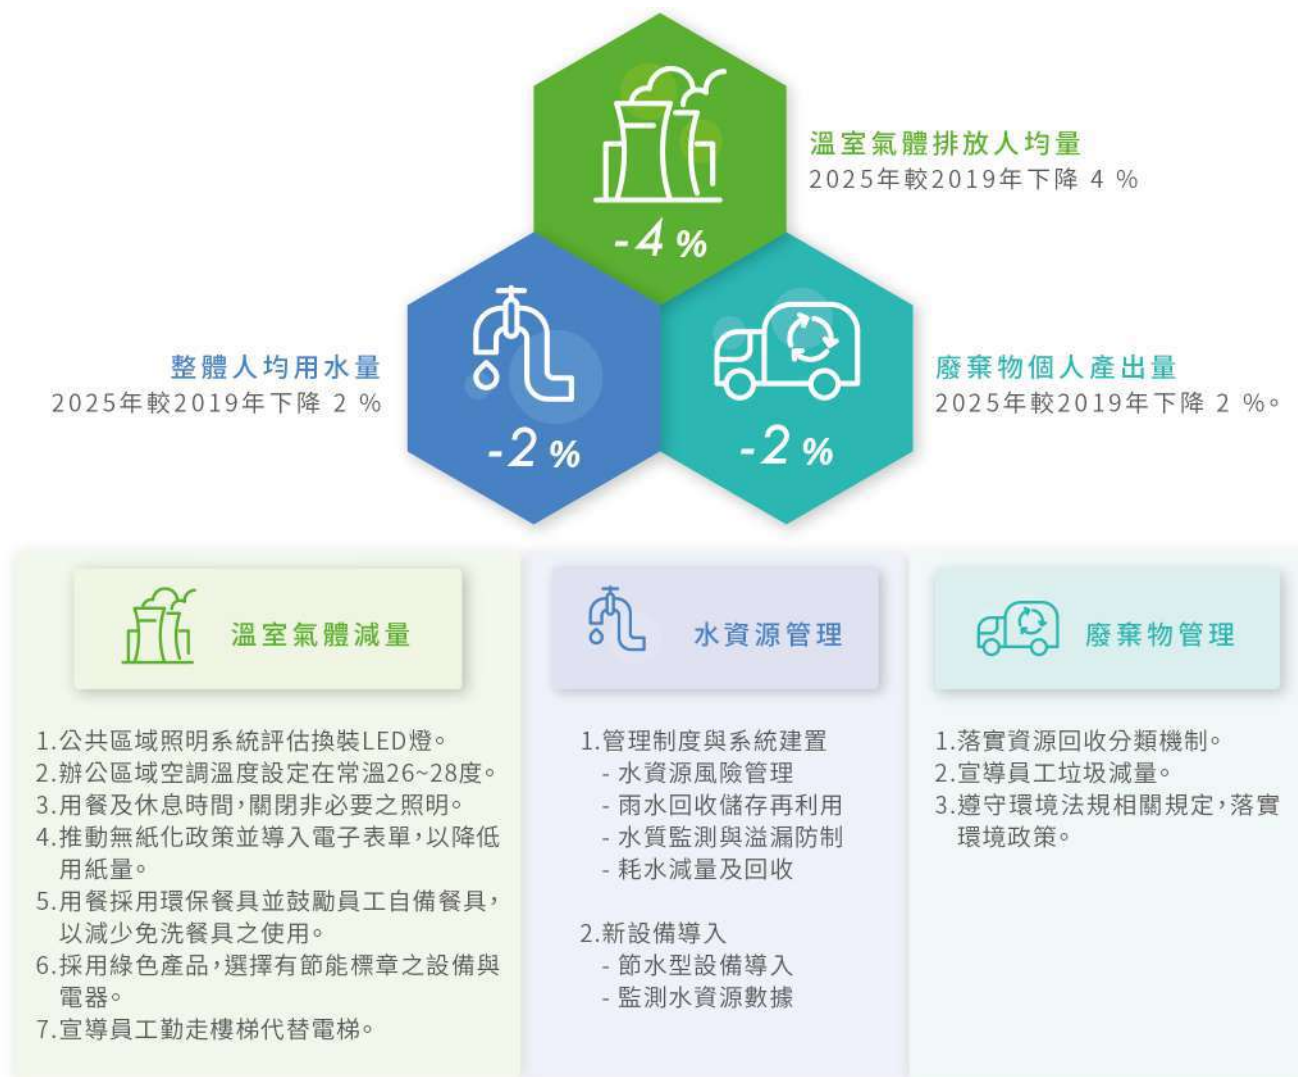 溫室氣體排放人均量
2025年較2019年下降 4 %
-4 %
整體人均用水量
2025年較2019年下降 2 %
-2 %
廢棄物個人產出量
2025年較2019年下降 2 %。
-2 %
溫室氣體減量
1.公共區域照明系統評估換裝LED燈。
2.辦公區域空調溫度設定在常溫26~28度。
3.用餐及休息時間，關閉非必要之照明。
4.推動無紙化政策並導入電子表單，以降低
用紙量。
5.用餐採用環保餐具並鼓勵員工自備餐具，
以減少免洗餐具之使用。
6.採用綠色產品，選擇有節能標章之設備與
電器。
7.宣導員工勤走樓梯代替電梯。
水資源管理
1.管理制度與系統建置
- 水資源風險管理
- 雨水回收儲存再利用
- 水質監測與溢漏防制
- 耗水減量及回收
2.新設備導入
- 節水型設備導入
- 監測水資源數據
廢棄物管理
1.落實資源回收分類機制。
2.宣導員工垃圾減量。
3.遵守環境法規相關規定，落實
環境政策。